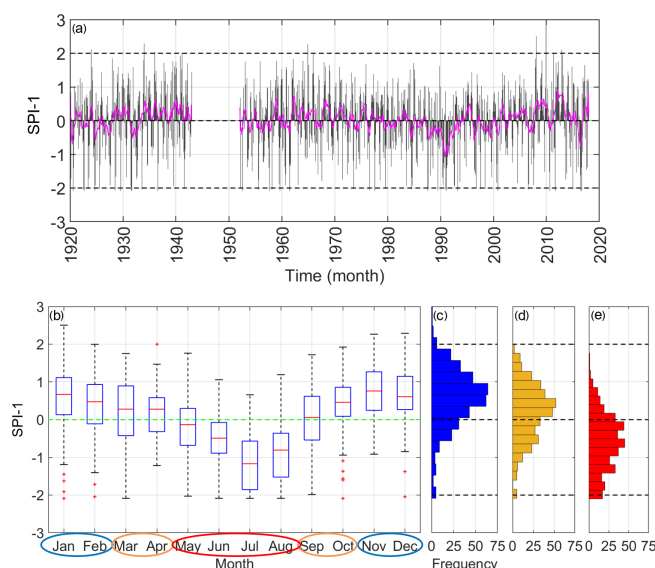 (a)
3
2
1
0
-1
-2
-3
SPI-1
1920 1930 1940 1950 1960 1970 1980 1990 2000 2010 2020
Time (month)
(b)
3
2
1
0
-1
-2
-3
SPI-1
Jan Feb Mar Apr May Jun Jul Aug Sep Oct Nov Dec
Month
(c) (d) (e)
0 25 50 75 0 25 50 75 0 25 50 75
Frequency